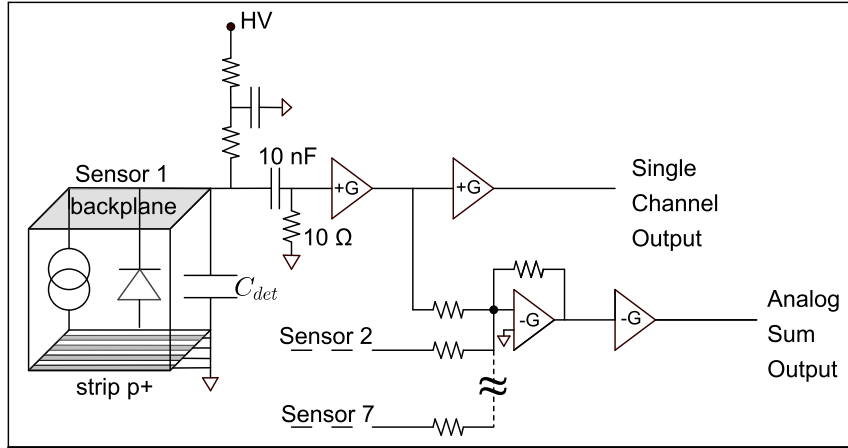 HV
10 nF
Sensor 1
backplane
+G
+G
Single
Channel
Output
10 Ω
C_det
-G
-G
Analog
Sum
Output
Sensor 2
strip p+
Sensor 7